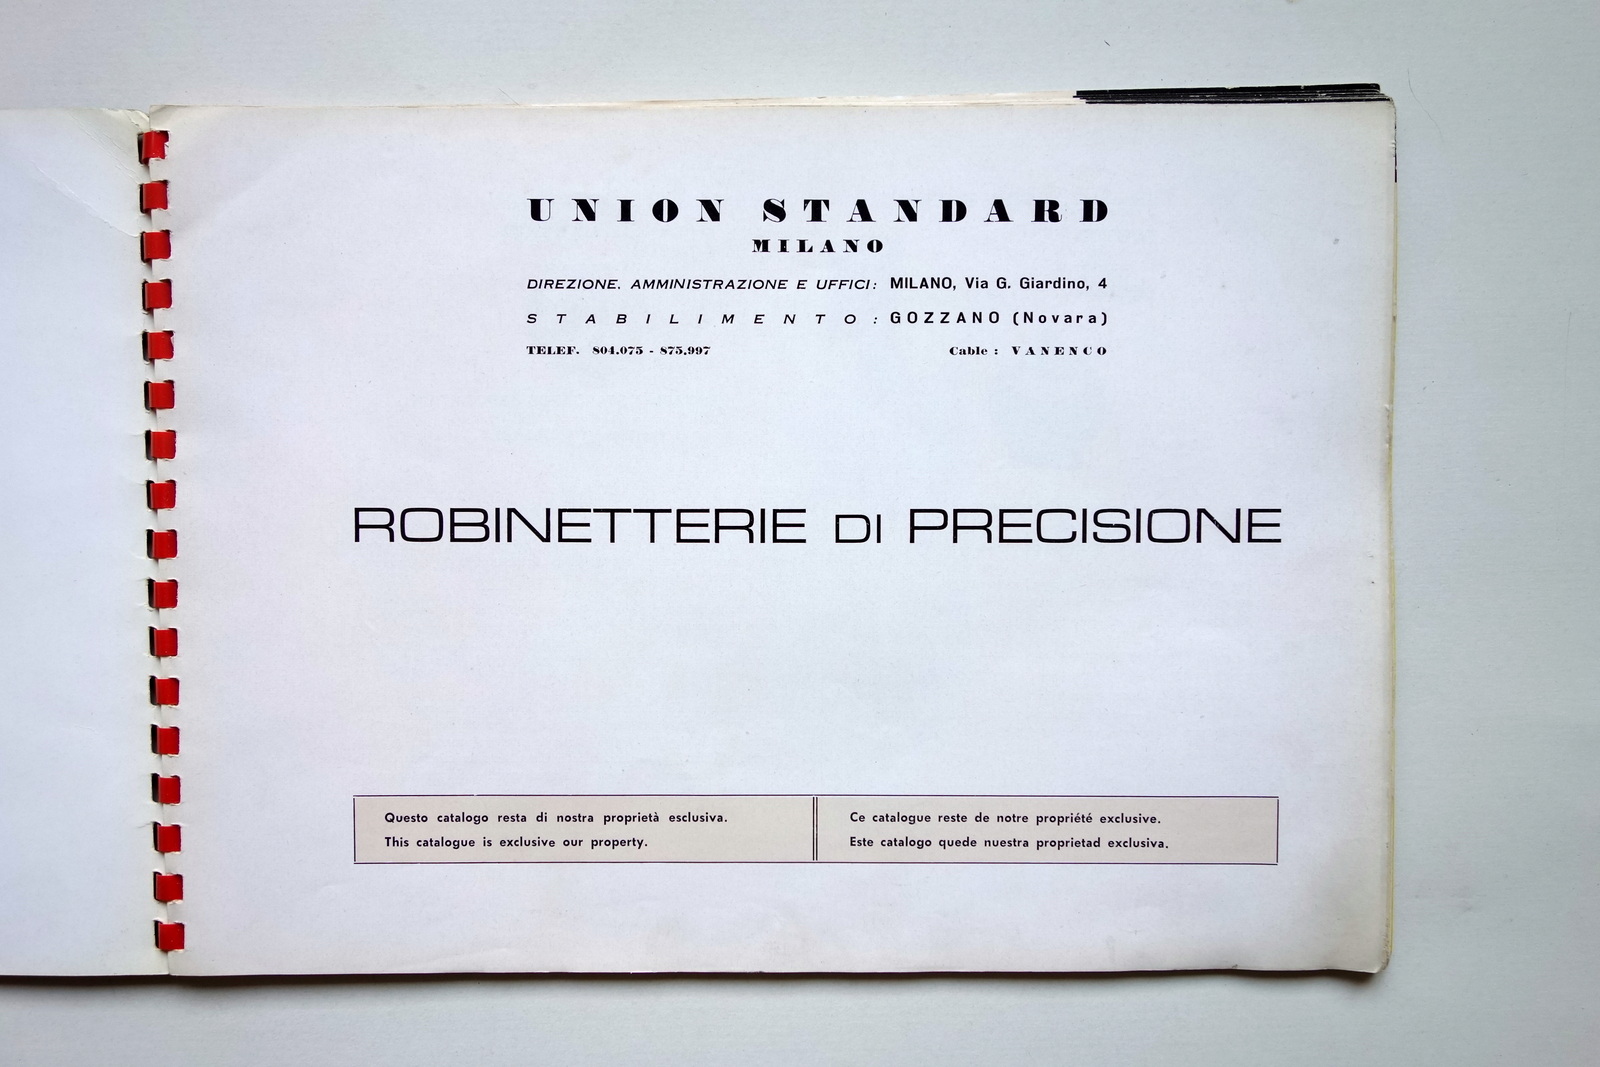 UNION STANDARD
MILANO
DIREZIONE. AMMINISTRAZIONE E UFFICI: MILANO, Via G. Giardino, 4
STABILIMENTO: GOZZANO (Novara)
TELEF. 804.075 - 875.997 Cable : VANENCO
ROBINETTERIE DI PRECISIONE
Questo catalogo resta di nostra proprietà esclusiva.
This catalogue is exclusive our property.
Ce catalogue reste de notre propriété exclusive.
Este catalogo quede nuestra proprietad exclusiva.